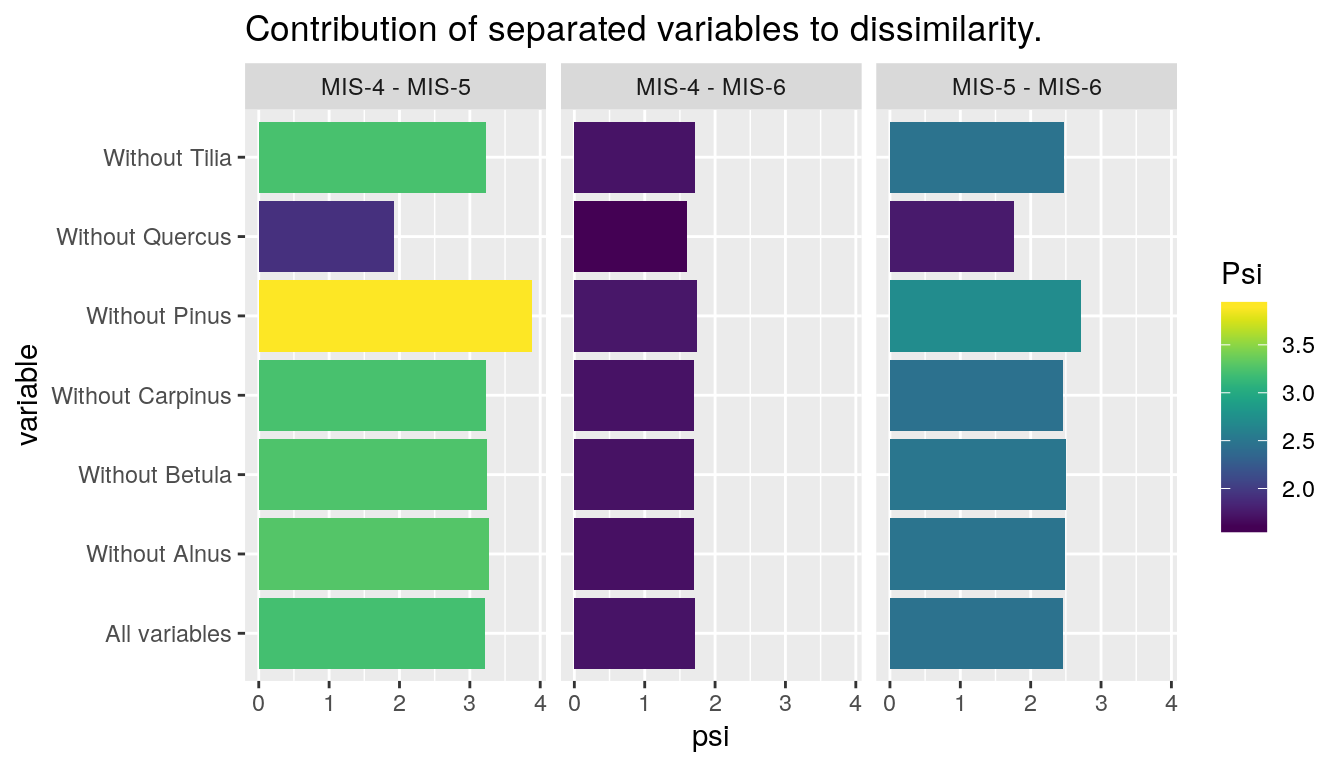 Contribution of separated variables to dissimilarity.
MIS-4 - MIS-5
MIS-4 - MIS-6
MIS-5 - MIS-6
variable
Without Tilia
Without Quercus
Without Pinus
Without Carpinus
Without Betula
Without Alnus
All variables
0 1 2 3 4
0 1 2 3 4
0 1 2 3 4
psi
Psi
3.5
3.0
2.5
2.0